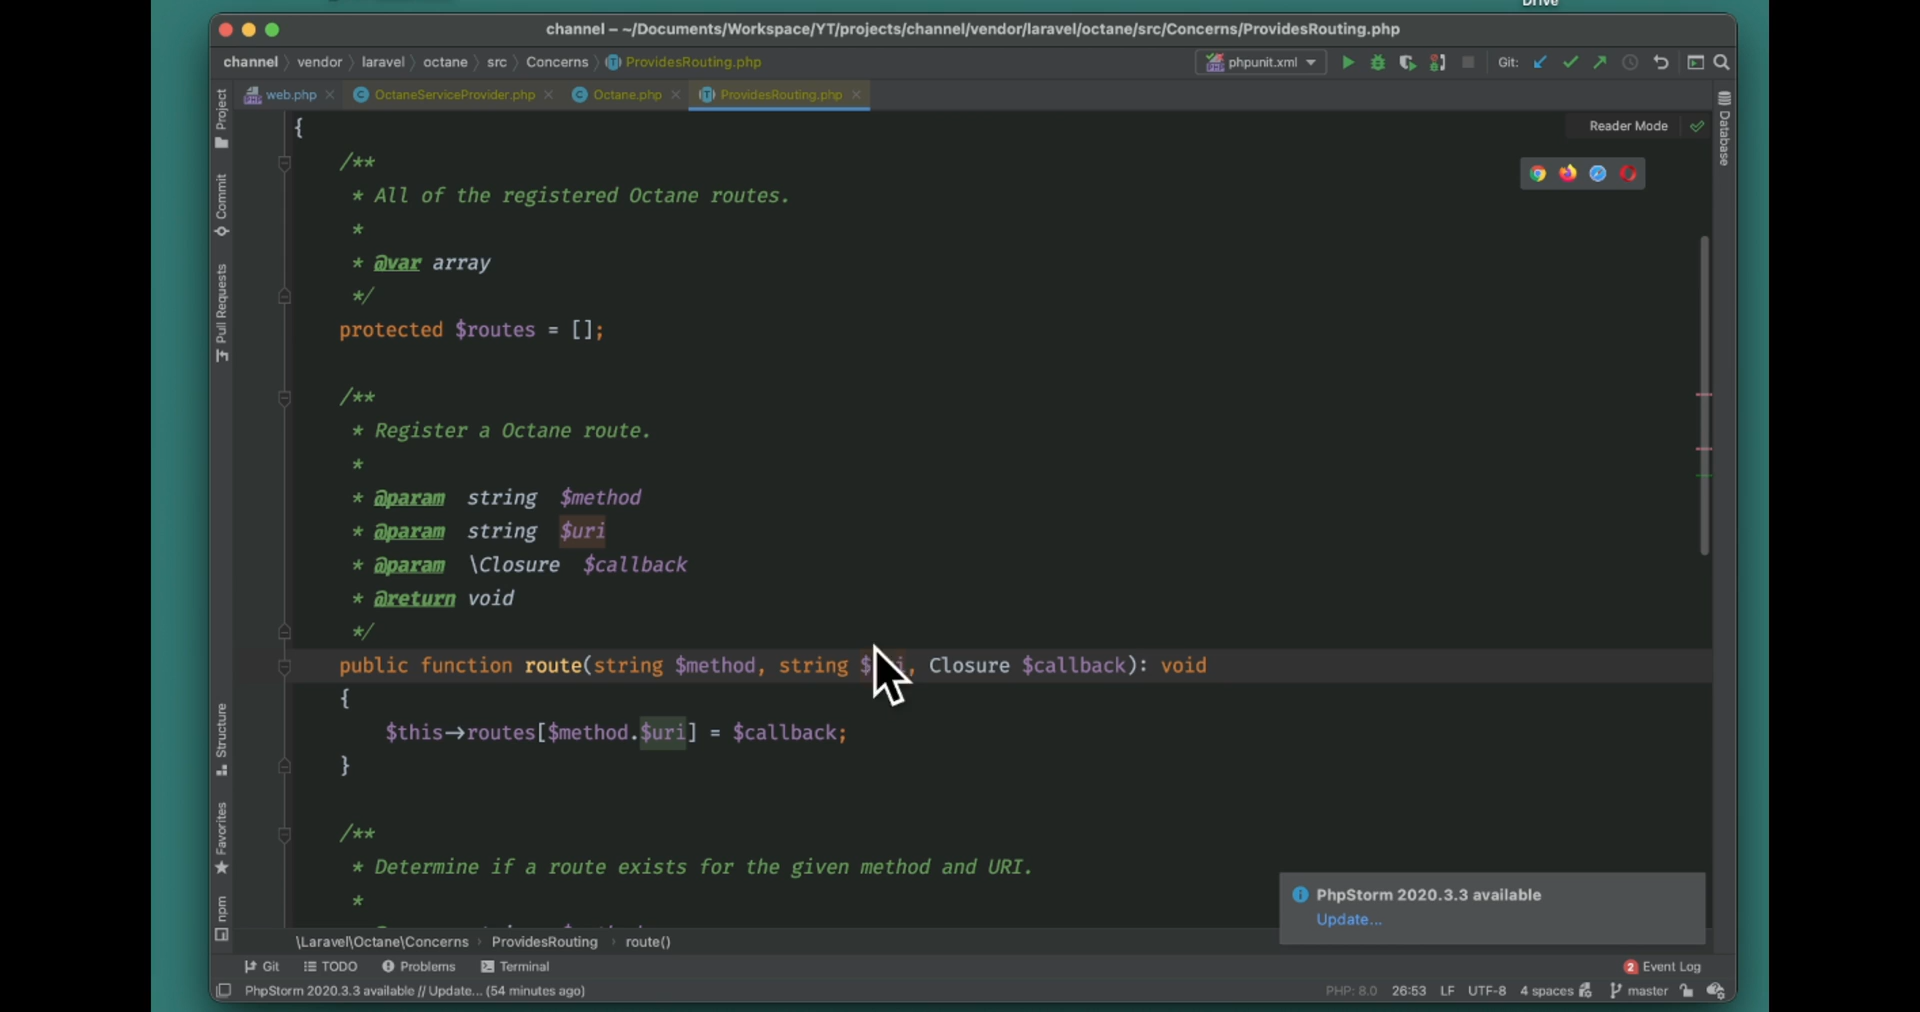 Drive
channel – ~/Documents/Workspace/YT/projects/channel/vendor/laravel/octane/src/Concerns/ProvidesRouting.php
channel vendor laravel octane src Concerns ProvidesRouting.php phpunit.xml Git:
web.php OctaneServiceProvider.php Octane.php ProvidesRouting.php
Project
Commit
Pull Requests
Structure
Favorites
npm
Database
Reader Mode
{
/**
* All of the registered Octane routes.
*
* @var array
*/
protected $routes = [];
/**
* Register a Octane route.
*
* @param string $method
* @param string $uri
* @param \Closure $callback
* @return void
*/
public function route(string $method, string , Closure $callback): void
{
$this→routes[$method.$uri] = $callback;
}
/**
* Determine if a route exists for the given method and URI.
*
PhpStorm 2020.3.3 available
Update...
\Laravel\Octane\Concerns ProvidesRouting route()
Git TODO Problems Terminal 2 Event Log
PhpStorm 2020.3.3 available // Update... (54 minutes ago) PHP: 8.0 26:53 LF UTF-8 4 spaces master